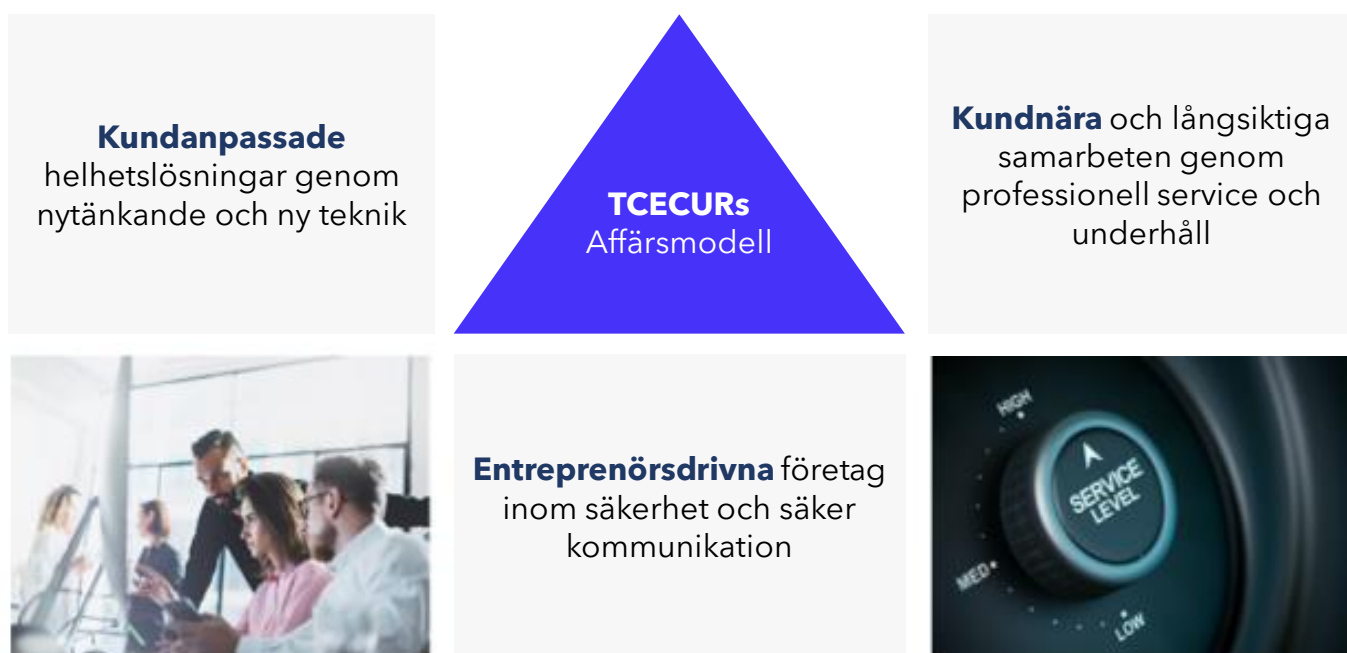 Kundanpassade
helhetslösningar genom
nytänkande och ny teknik
TCECURs
Affärsmodell
Kundnära och långsiktiga
samarbeten genom
professionell service och
underhåll
Entreprenörsdrivna företag
inom säkerhet och säker
kommunikation
HIGH
SERVICE
LEVEL
MED
LOW